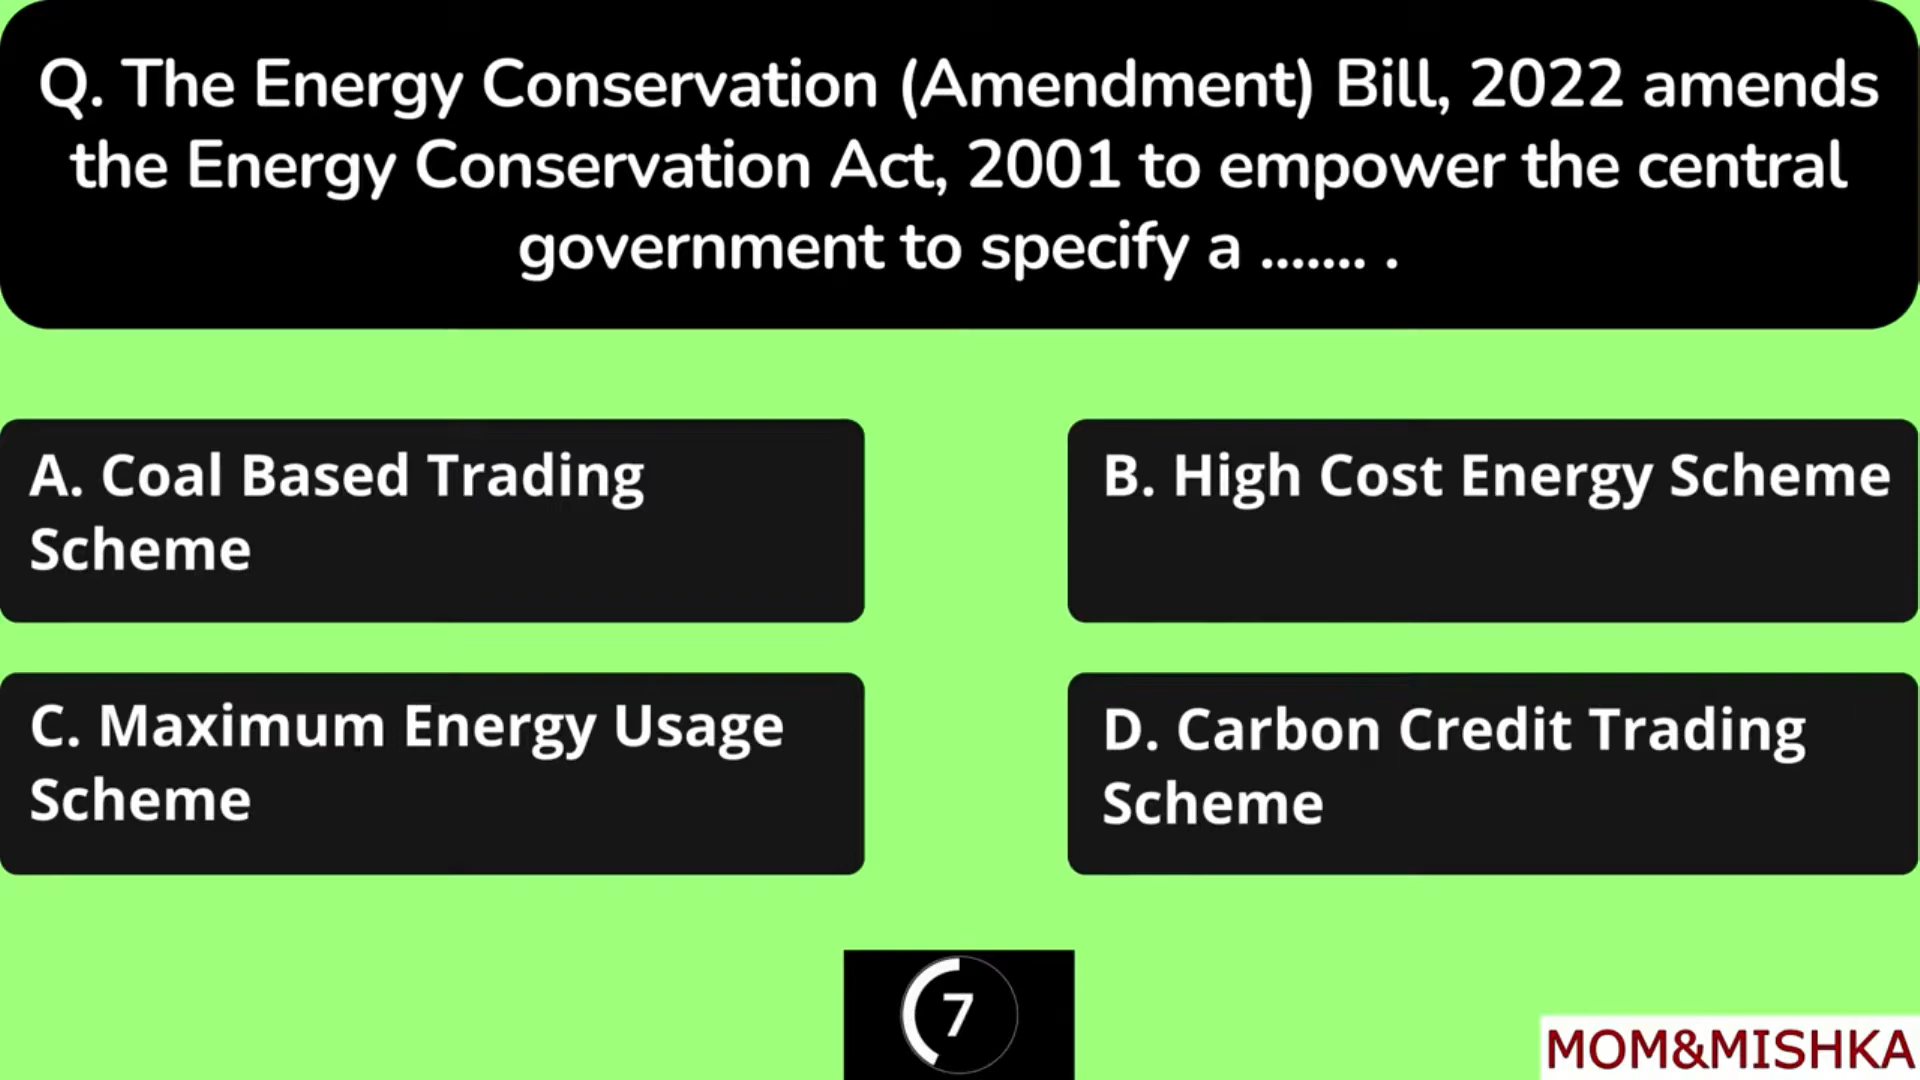 Q. The Energy Conservation (Amendment) Bill, 2022 amends
the Energy Conservation Act, 2001 to empower the central
government to specify a ....... .
A. Coal Based Trading
Scheme
B. High Cost Energy Scheme
C. Maximum Energy Usage
Scheme
D. Carbon Credit Trading
Scheme
7
MOM&MISHKA